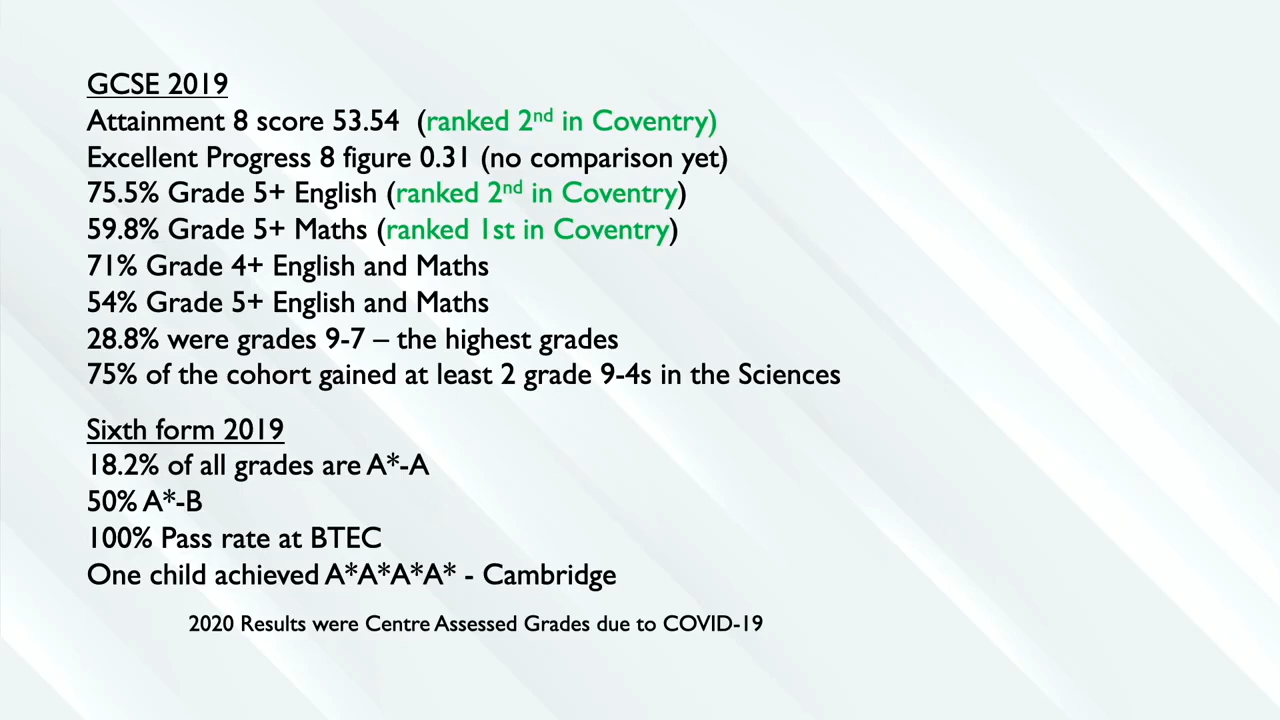 GCSE 2019
Attainment 8 score 53.54 (ranked 2nd in Coventry)
Excellent Progress 8 figure 0.31 (no comparison yet)
75.5% Grade 5+ English (ranked 2nd in Coventry)
59.8% Grade 5+ Maths (ranked 1st in Coventry)
71% Grade 4+ English and Maths
54% Grade 5+ English and Maths
28.8% were grades 9-7 – the highest grades
75% of the cohort gained at least 2 grade 9-4s in the Sciences
Sixth form 2019
18.2% of all grades are A*-A
50% A*-B
100% Pass rate at BTEC
One child achieved A*A*A*A* - Cambridge
2020 Results were Centre Assessed Grades due to COVID-19